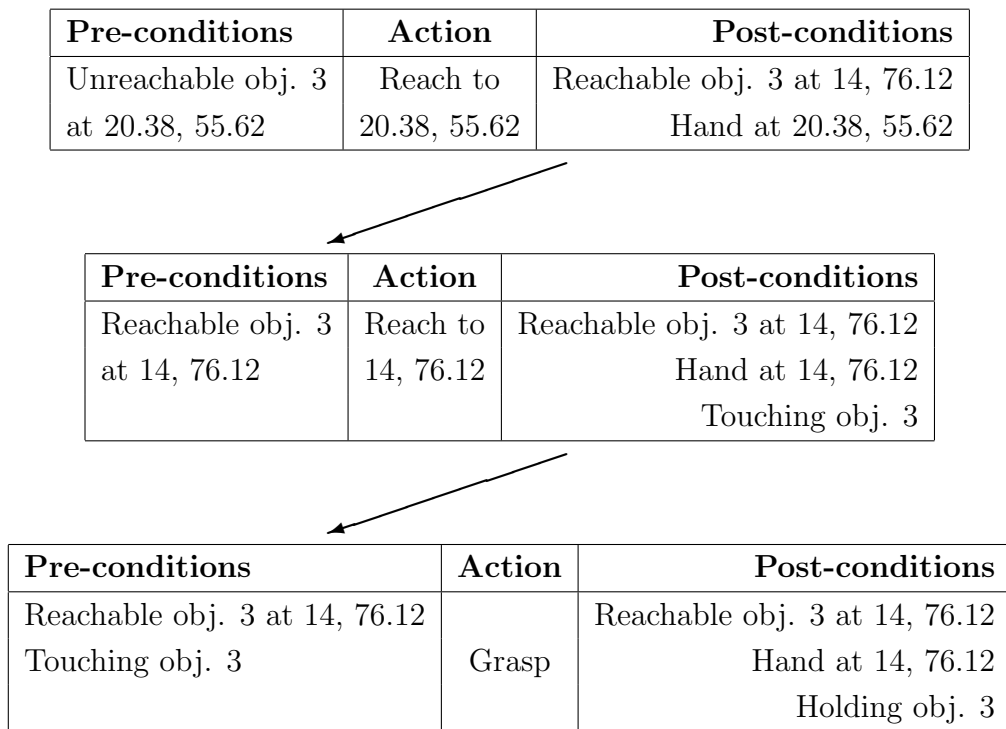 Pre-conditions Action Post-conditions
Unreachable obj. 3 Reach to Reachable obj. 3 at 14, 76.12
at 20.38, 55.62 20.38, 55.62 Hand at 20.38, 55.62
Pre-conditions Action Post-conditions
Reachable obj. 3 Reach to Reachable obj. 3 at 14, 76.12
at 14, 76.12 14, 76.12 Hand at 14, 76.12
Touching obj. 3
Pre-conditions Action Post-conditions
Reachable obj. 3 at 14, 76.12 Reachable obj. 3 at 14, 76.12
Touching obj. 3 Grasp Hand at 14, 76.12
Holding obj. 3